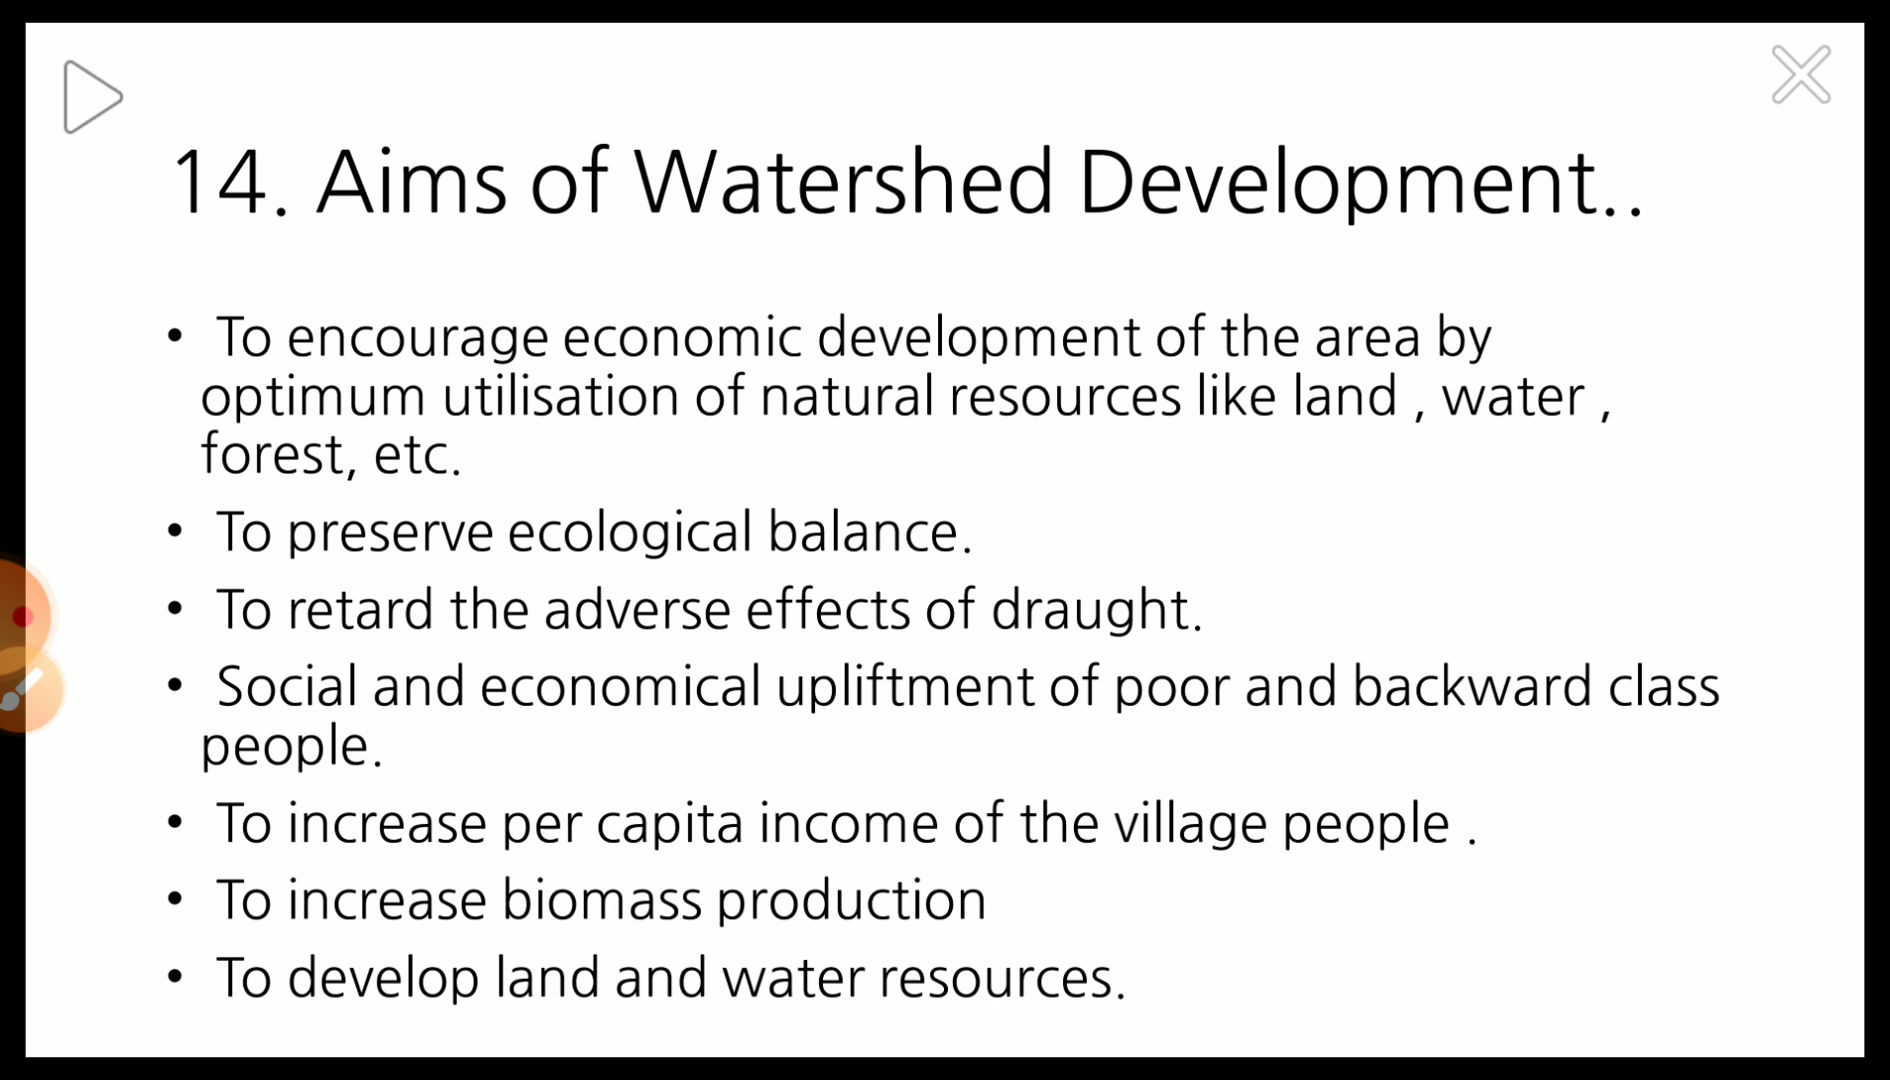 14. Aims of Watershed Development..
• To encourage economic development of the area by
optimum utilisation of natural resources like land , water ,
forest, etc.
• To preserve ecological balance.
• To retard the adverse effects of draught.
• Social and economical upliftment of poor and backward class
people.
• To increase per capita income of the village people .
• To increase biomass production
• To develop land and water resources.